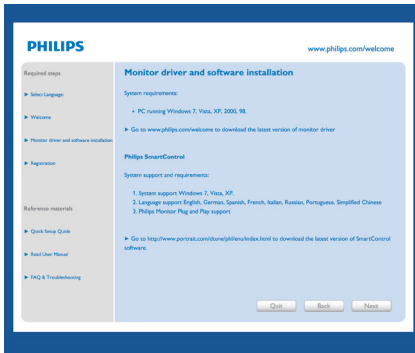 PHILIPS
www.philips.com/welcome
Required steps
► Select Language:
► Welcome
► Monitor driver and software installation
► Registration
Reference materials
► Quick Setup Quide
► Read User Manual
► FAQ & Troubleshooting
Monitor driver and software installation
System requirements:
• PC running Windows 7, Vista, XP, 2000, 98.
► Go to www.philips.com/welcome to download the latest version of monitor driver
Philips SmartControl
System support and requirements:
1. System support Windows 7, Vista, XP.
2. Language support English, German, Spanish, French, Italian, Russian, Portuguese, Simplified Chinese
3. Philips Monitor Plug and Play support
► Go to http://www.portrait.com/dtune/phil/enu/index.html to download the latest version of SmartControl
software.
Quit
Back
Next